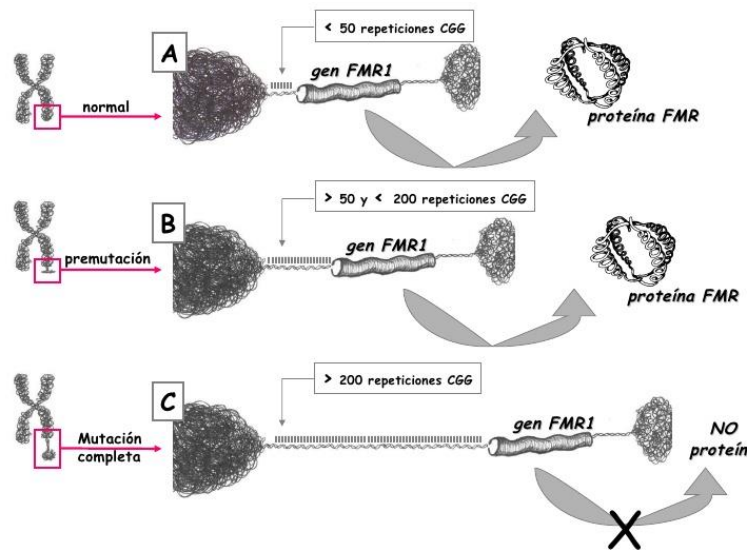 < 50 repeticiones CGG
A
gen FMR1
normal
proteína FMR
> 50 y < 200 repeticiones CGG
B
gen FMR1
premutación
proteína FMR
> 200 repeticiones CGG
C
gen FMR1
Mutación
completa
NO
proteín